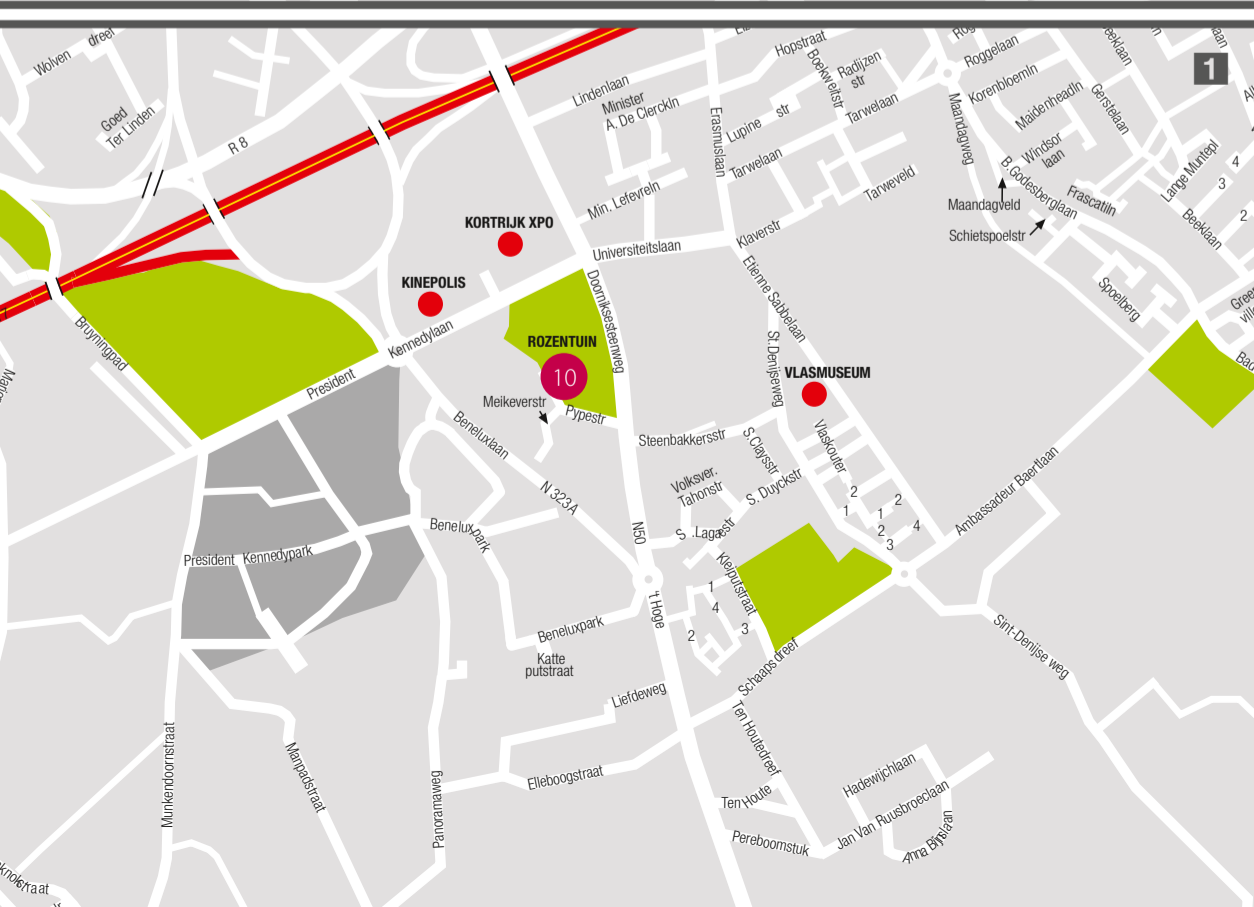 Wolven dreef
Goed
Ter Linden
R 8
Lindenlaan
Minister
A. De Clerckln
Min. Lefevreln
Erasmuslaan
Hopstraat
Boekweitstr
Radijzen
str
Lupine str
Tarwelaan
Tarwelaan
Tarweveld
Klaverstr
Universiteitslaan
Roggelaan
Korenbloemln
Maidenheadln
Gerstelaan
Maandagweg
Windsor
laan
B.Godesberglaan
Frascatiln
Lange Muntepl
Beeklaan
1
4
3
2
Maandagveld
Schietspoelstr
Spoelberg
KORTRIJK XPO
KINEPOLIS
ROZENTUIN
10
VLASMUSEUM
Bruyningpad
President
Kennedylaan
Doorniksesteenweg
Etienne Sabbelaan
St.Denijseweg
Meikeverstr
Pypestr
Beneluxlaan
N 323A
Steenbakkersstr
S.Claysstr
Vlaskouter
Volksver.
Tahonstr
S. Duyckstr
S .Lagaestr
N50
2
1
2
1
2
4
3
Ambassadeur Baertlaan
Beneluxpark
President Kennedypark
Kleiputstraat
't Hoge
1
4
2
3
Beneluxpark
Katte
putstraat
Schaapsdreef
Sint-Denijse weg
Liefdeweg
Ten Houtedreef
Elleboogstraat
Munkendoornstraat
Manpadstraat
Panoramaweg
Ten Houte
Pereboomstuk
Hadewijchlaan
Jan Van Ruusbroeclaan
Anna Bijnslaan